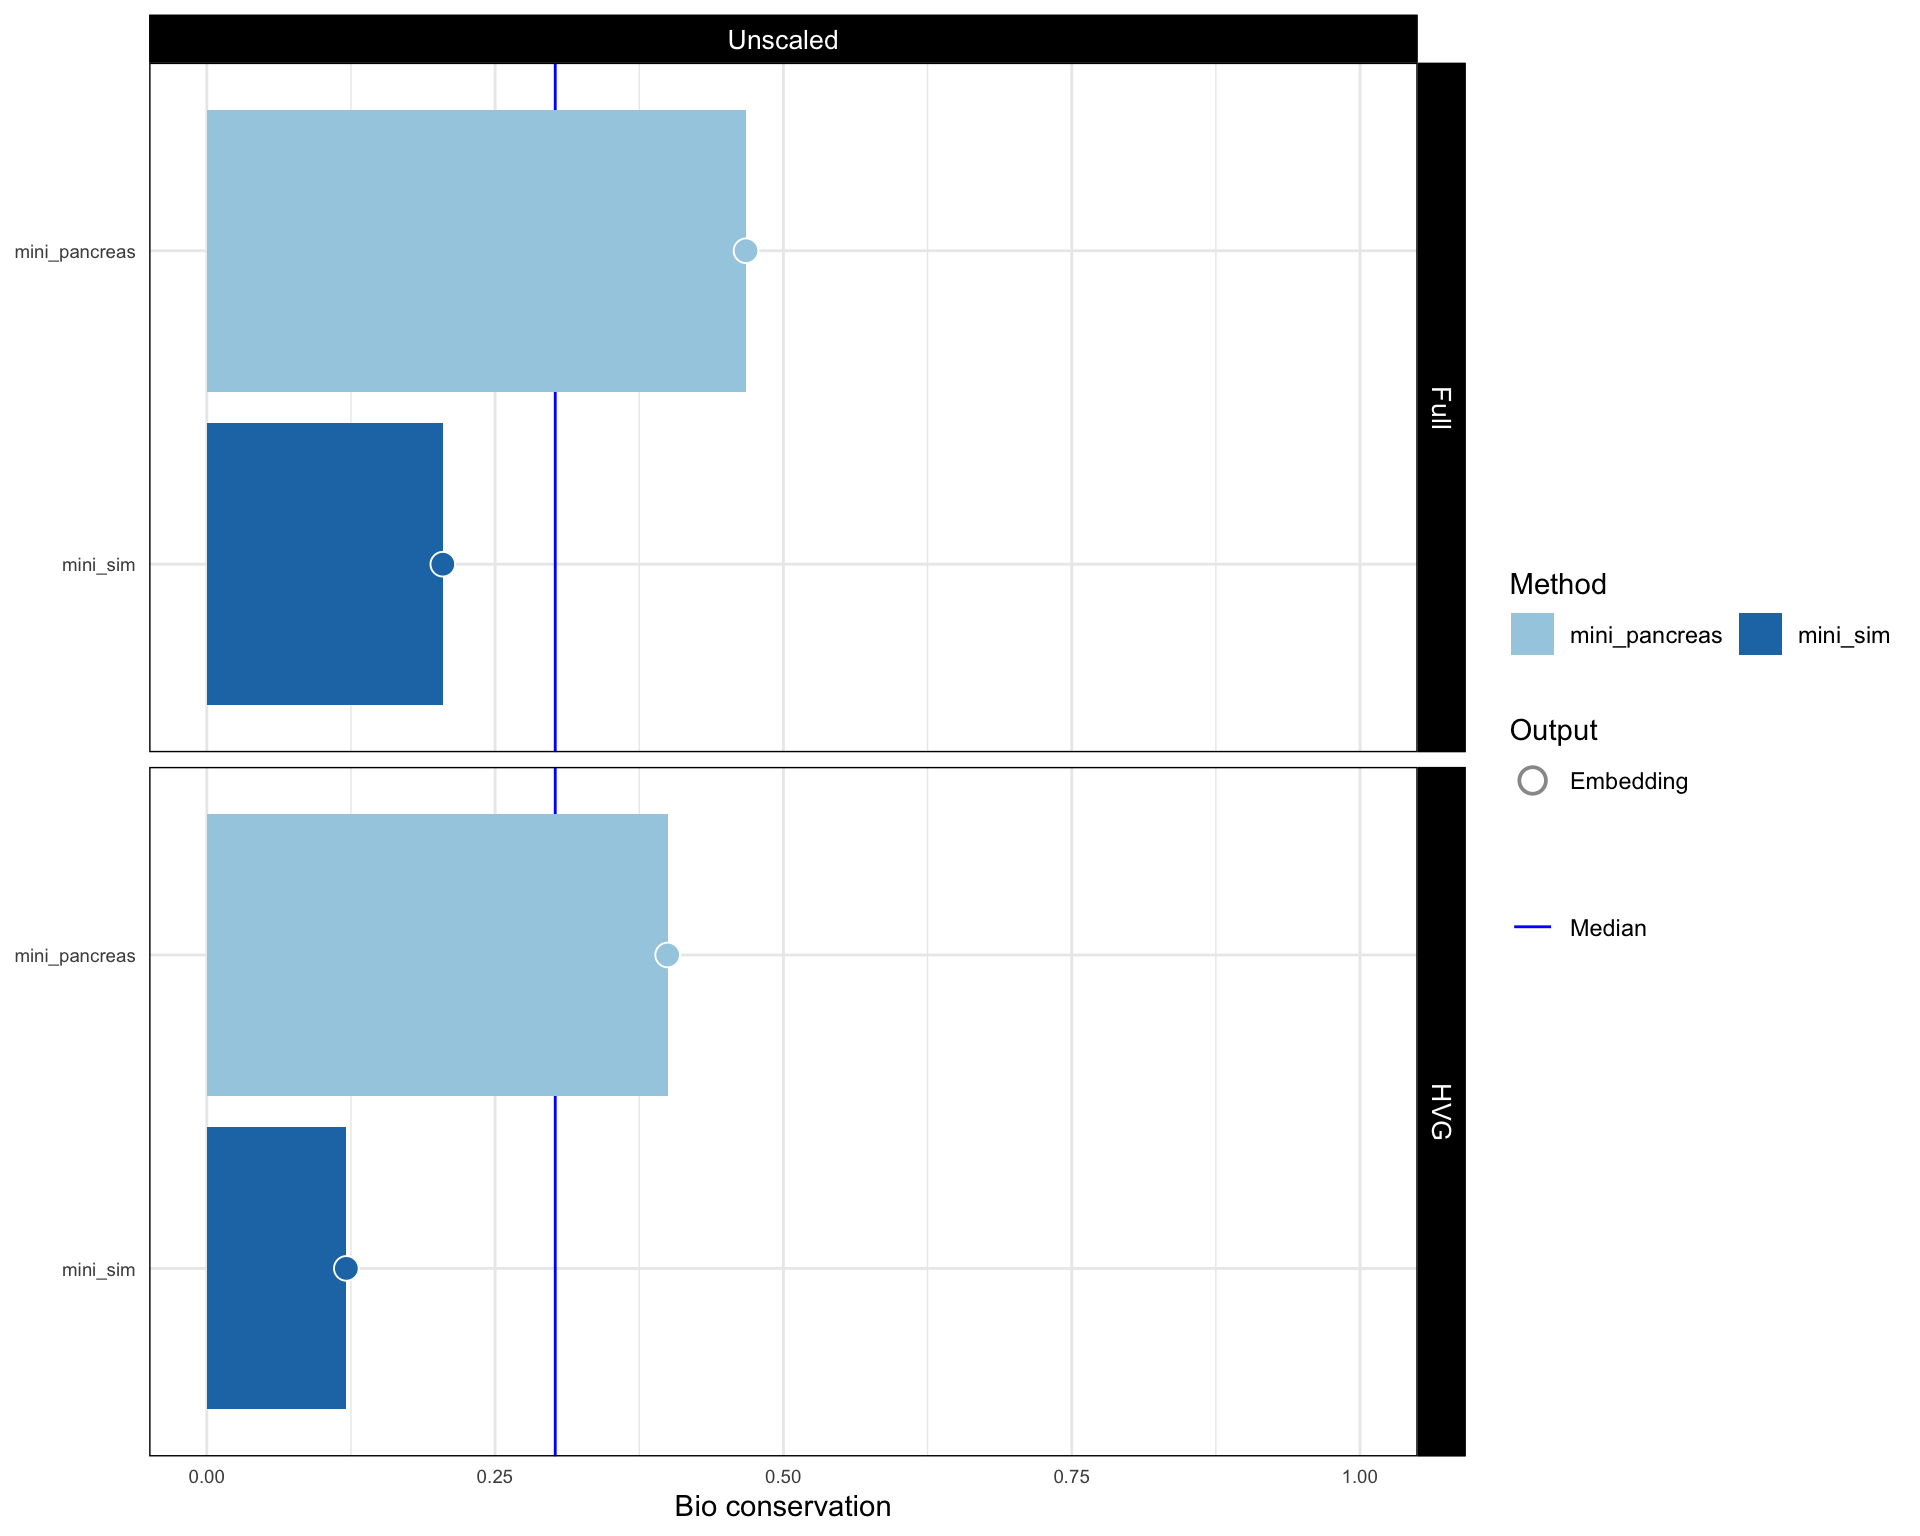 Unscaled
mini_pancreas
mini_sim
Full
mini_pancreas
mini_sim
HVG
0.00 0.25 0.50 0.75 1.00
Bio conservation
Method
mini_pancreas mini_sim
Output
Embedding
Median